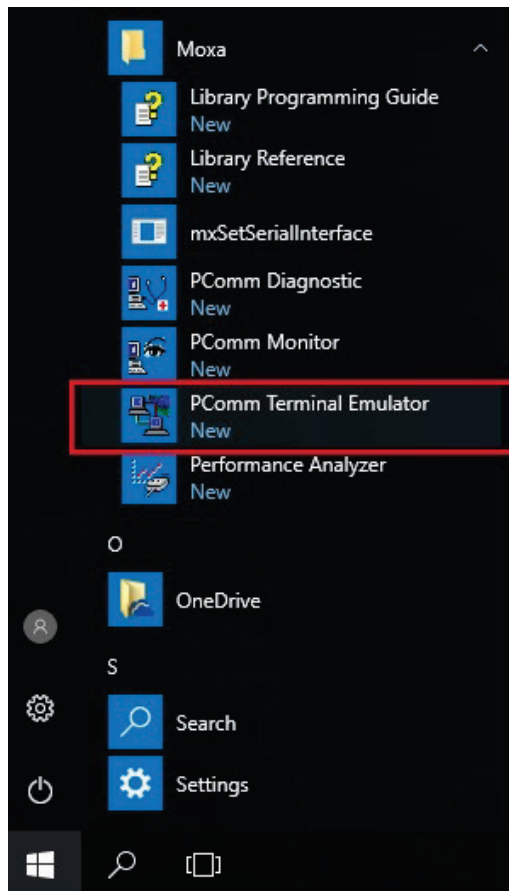 Moxa
Library Programming Guide
New
Library Reference
New
mxSetSerialInterface
PComm Diagnostic
New
PComm Monitor
New
PComm Terminal Emulator
New
Performance Analyzer
New
O
OneDrive
S
Search
Settings